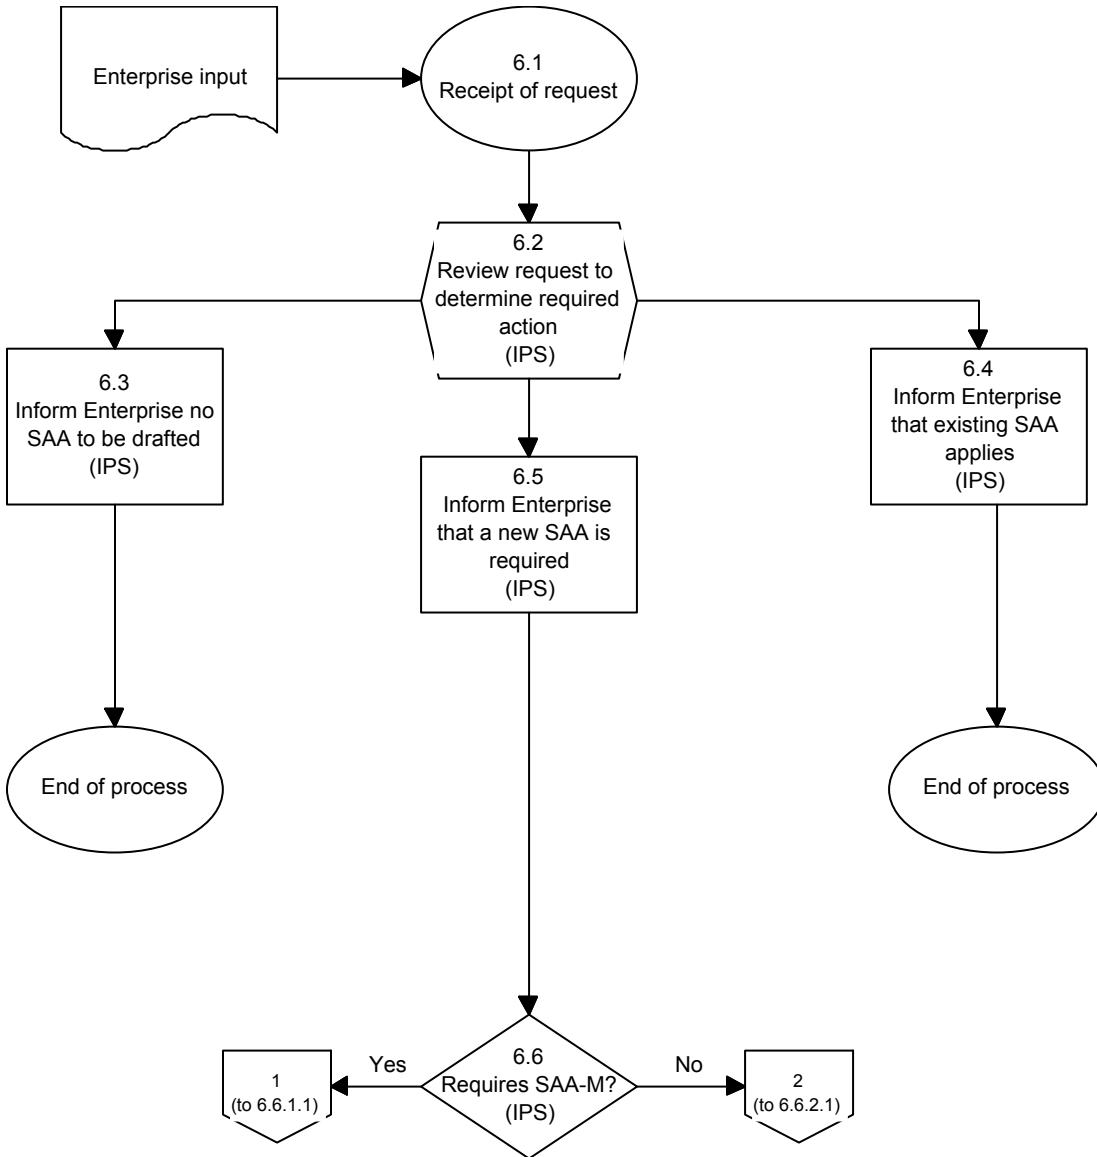 Enterprise input
6.1
Receipt of request
6.2
Review request to
determine required
action
(IPS)
6.3
Inform Enterprise no
SAA to be drafted
(IPS)
6.4
Inform Enterprise
that existing SAA
applies
(IPS)
6.5
Inform Enterprise
that a new SAA is
required
(IPS)
End of process
End of process
6.6
Requires SAA-M?
(IPS)
Yes
No
1
(to 6.6.1.1)
2
(to 6.6.2.1)